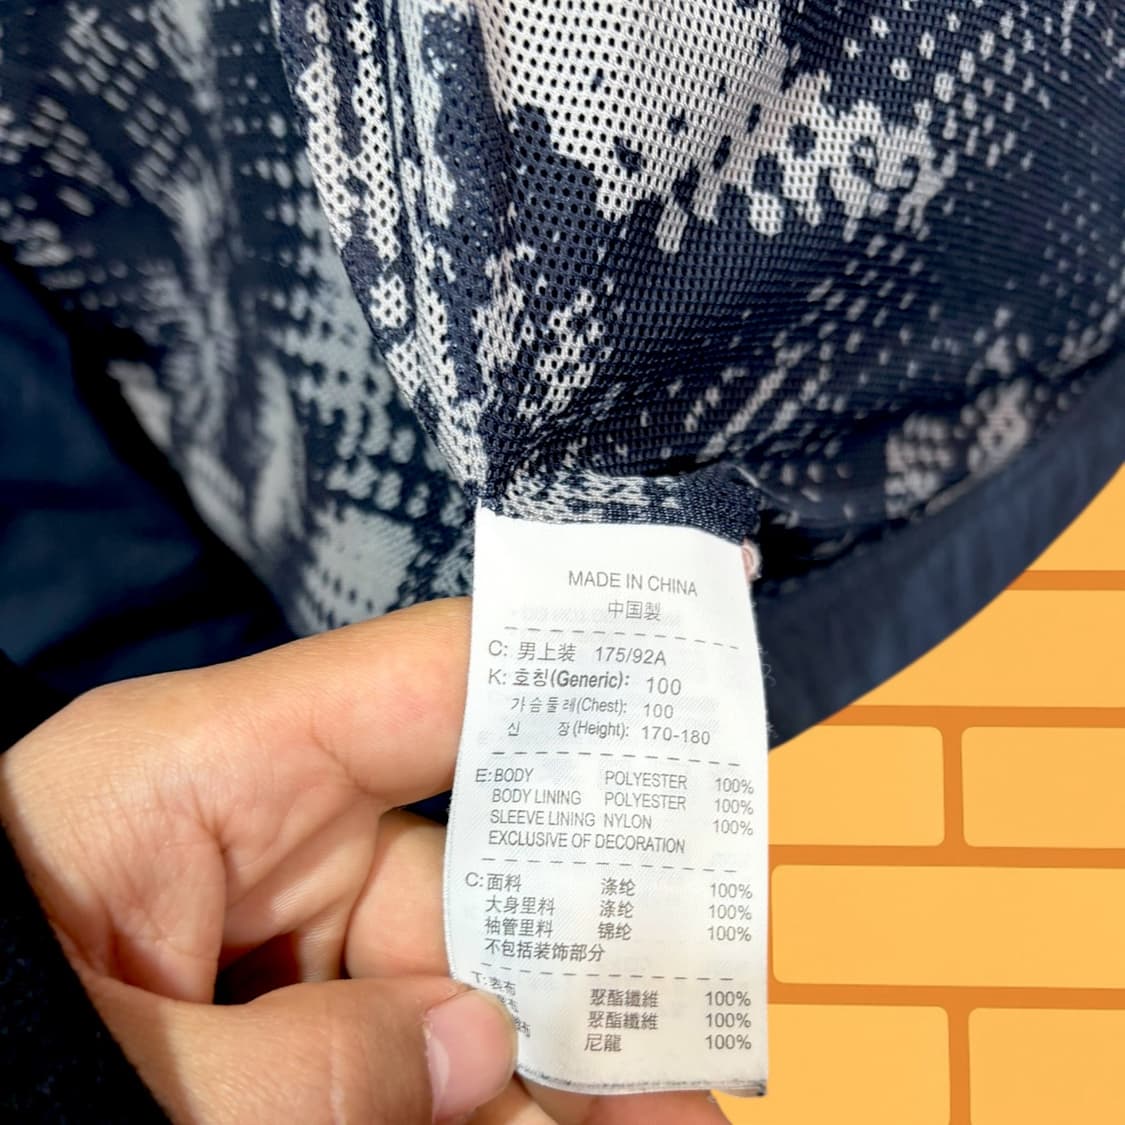 MADE IN CHINA
中国製
C: 男上装 175/92A
K: 호칭(Generic): 100
가슴둘레(Chest): 100
신 장(Height): 170-180
E: BODY POLYESTER 100%
BODY LINING POLYESTER 100%
SLEEVE LINING NYLON 100%
EXCLUSIVE OF DECORATION
C: 面料 涤纶 100%
大身里料 涤纶 100%
袖管里料 锦纶 100%
不包括装饰部分
T: 表布 聚酯纖維 100%
布 聚酯纖維 100%
布 尼龍 100%